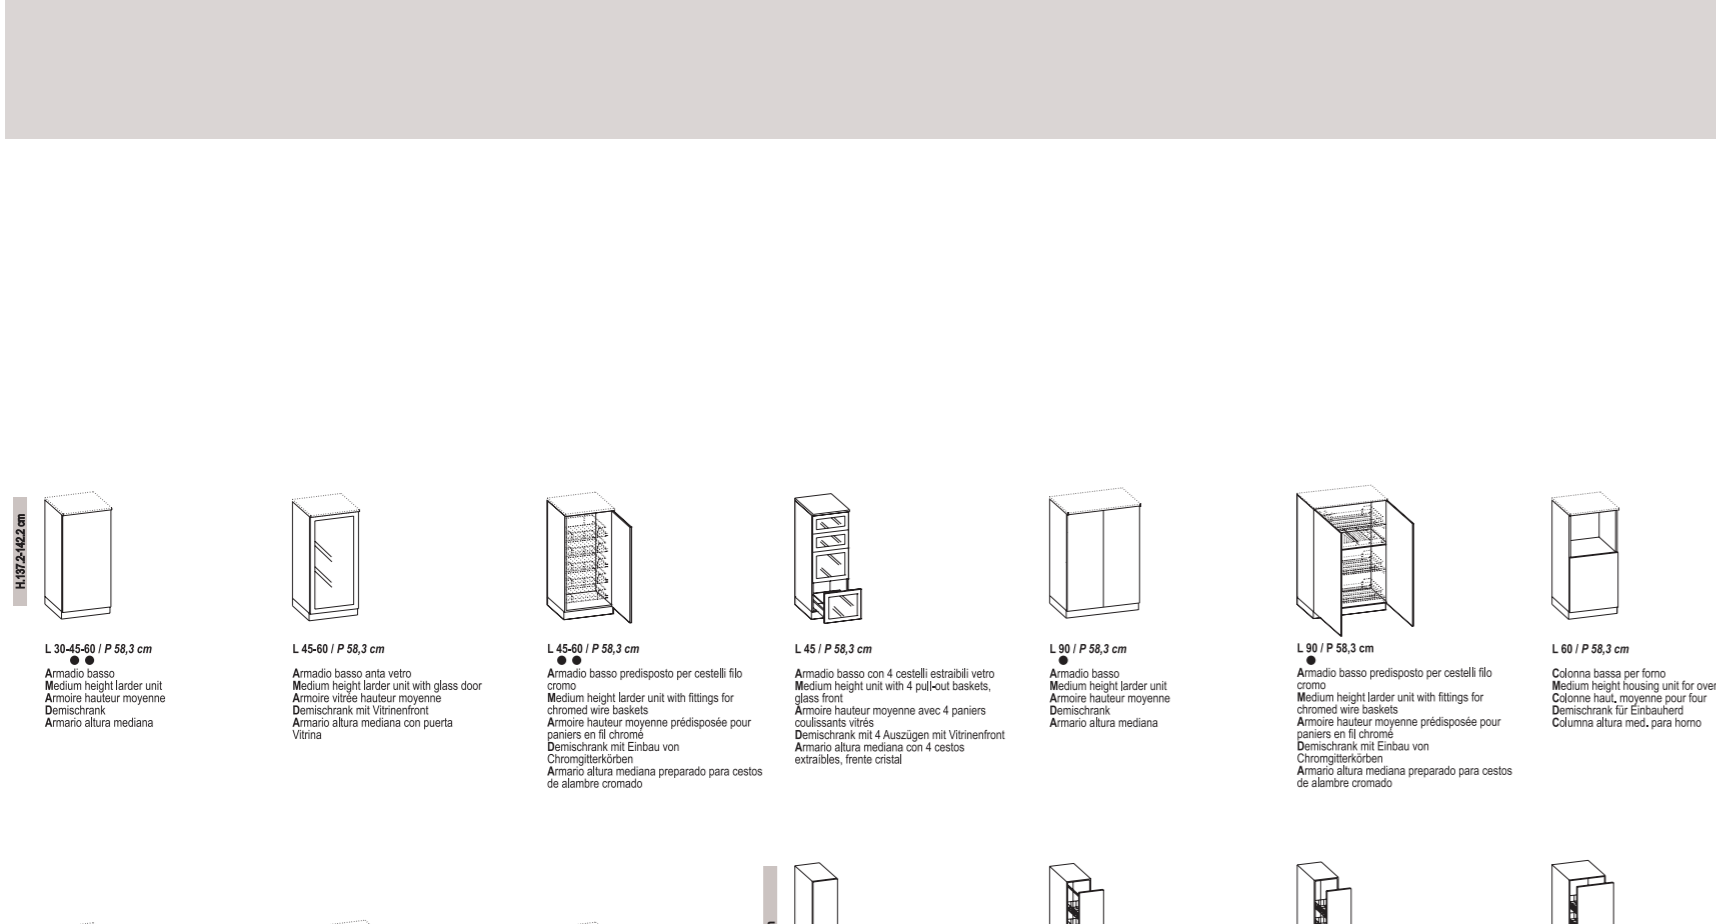 H.137.2-142.2 cm
L 30-45-60 / P 58,3 cm
Armadio basso
Medium height larder unit
Armoire hauteur moyenne
Demischrank
Armario altura mediana
L 45-60 / P 58,3 cm
Armadio basso anta vetro
Medium height larder unit with glass door
Armoire vitrée hauteur moyenne
Demischrank mit Vitrinenfront
Armario altura mediana con puerta
Vitrina
L 45-60 / P 58,3 cm
Armadio basso predisposto per cestelli filo
cromo
Medium height larder unit with fittings for
chromed wire baskets
Armoire hauteur moyenne prédisposée pour
paniers en fil chromé
Demischrank mit Einbau von
Chromgitterkörben
Armario altura mediana preparado para cestos
de alambre cromado
L 45 / P 58,3 cm
Armadio basso con 4 cestelli estraibili vetro
Medium height unit with 4 pull-out baskets,
glass front
Armoire hauteur moyenne avec 4 paniers
coulissants vitrés
Demischrank mit 4 Auszügen mit Vitrinenfront
Armario altura mediana con 4 cestos
extraíbles, frente cristal
L 90 / P 58,3 cm
Armadio basso
Medium height larder unit
Armoire hauteur moyenne
Demischrank
Armario altura mediana
L 90 / P 58,3 cm
Armadio basso predisposto per cestelli filo
cromo
Medium height larder unit with fittings for
chromed wire baskets
Armoire hauteur moyenne prédisposée pour
paniers en fil chromé
Demischrank mit Einbau von
Chromgitterkörben
Armario altura mediana preparado para cestos
de alambre cromado
L 60 / P 58,3 cm
Colonna bassa per forno
Medium height housing unit for over
Colonne haut. moyenne pour four
Demischrank für Einbauherd
Columna altura med. para horno